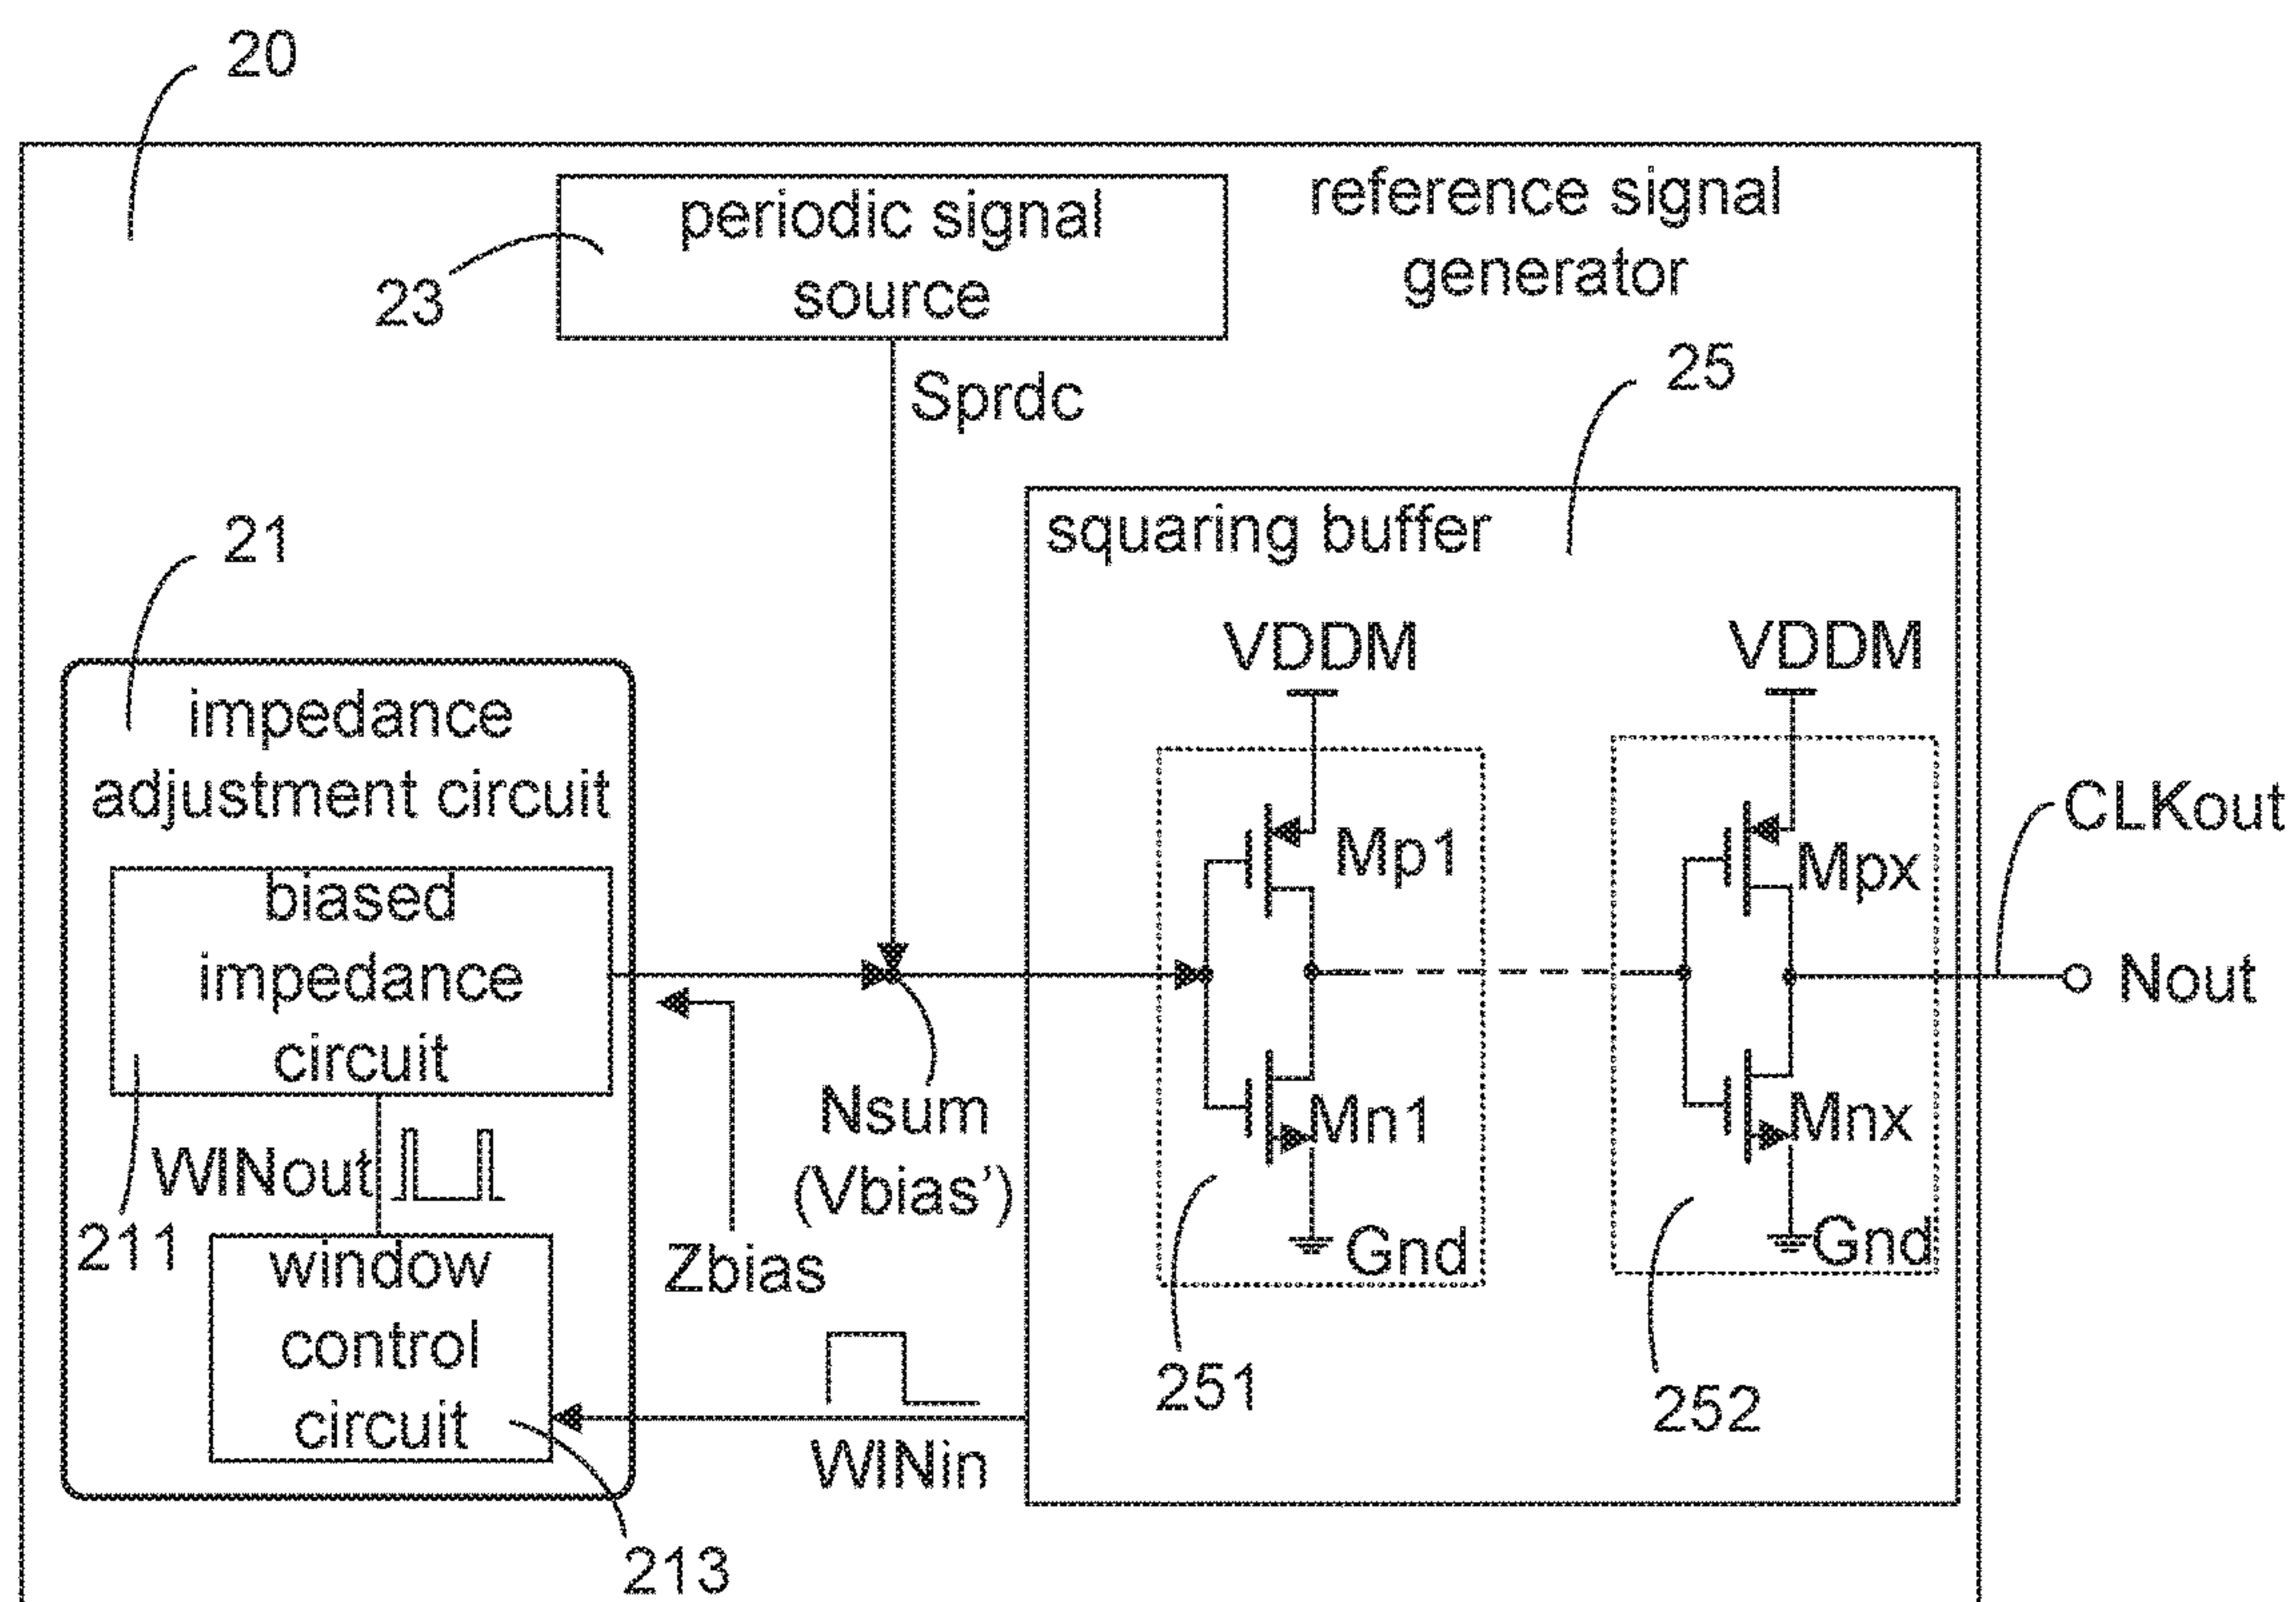 20
periodic signal
source
reference signal
generator
23
Sprdc
25
squaring buffer
21
VDDM
VDDM
impedance
adjustment circuit
Mp1
Mpx
CLKout
biased
impedance
circuit
Nout
Nsum
(Vbias’)
Mn1
Mnx
WINout
211
Zbias
Gnd
Gnd
window
control
circuit
251
252
WINin
213